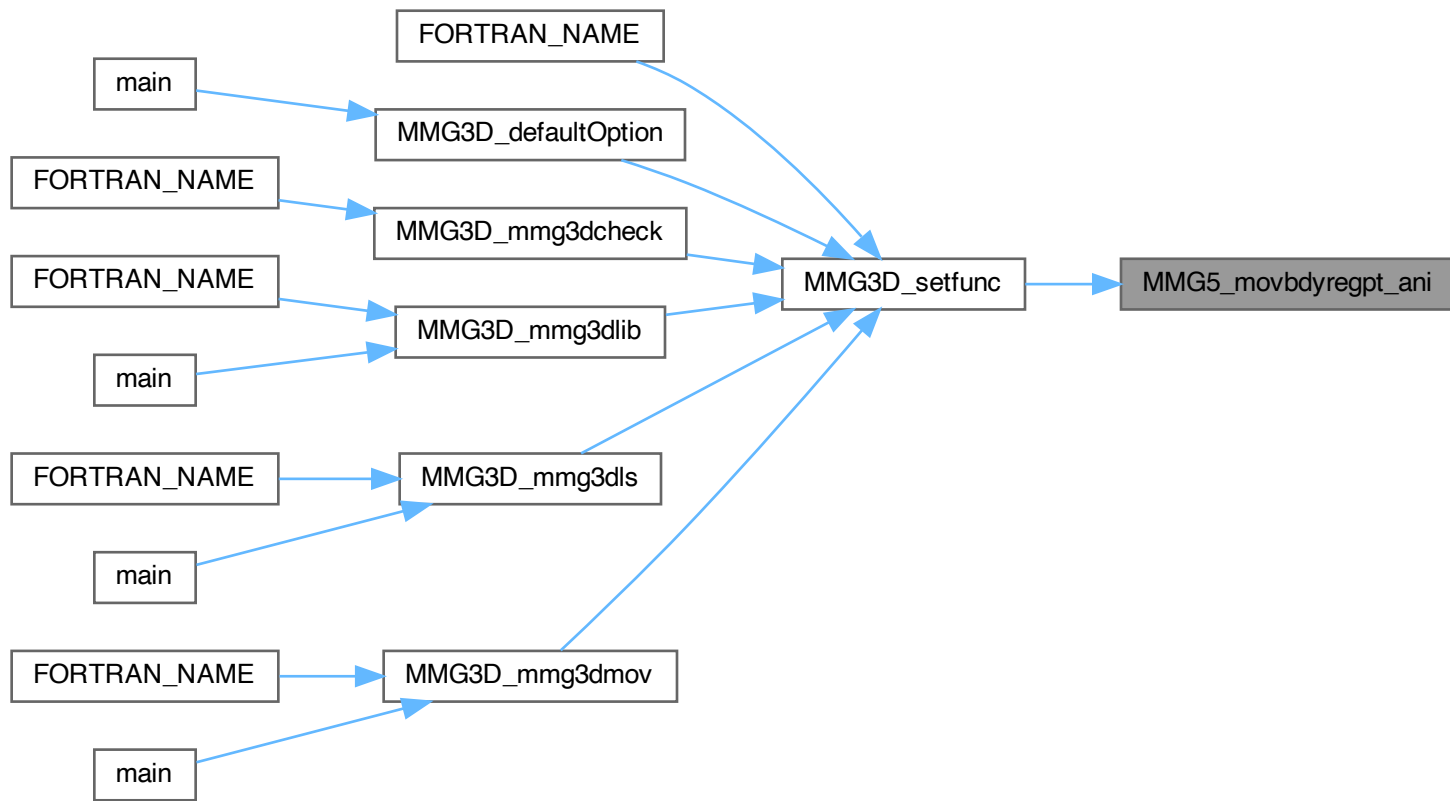 FORTRAN_NAME
main
MMG3D_defaultOption
FORTRAN_NAME
MMG3D_mmg3dcheck
FORTRAN_NAME
MMG3D_setfunc
MMG5_movbdyregpt_ani
MMG3D_mmg3dlib
main
FORTRAN_NAME
MMG3D_mmg3dls
main
FORTRAN_NAME
MMG3D_mmg3dmov
main